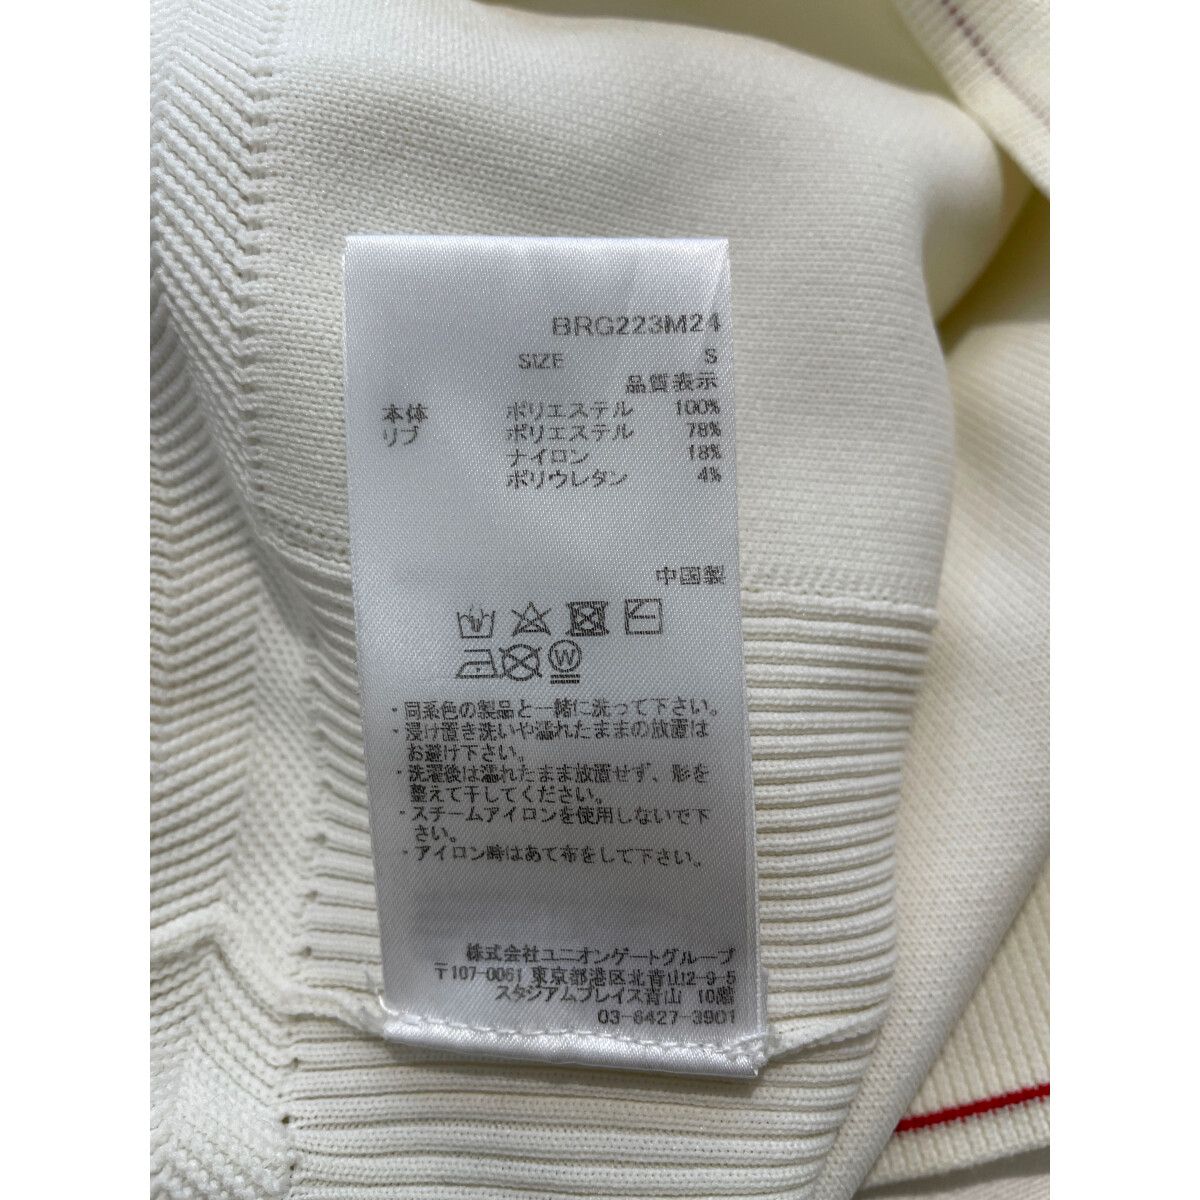 BRG223M24
SIZE S
品質表示
本体 ポリエステル 100%
リブ ポリエステル 78%
ナイロン 18%
ポリウレタン 4%
中国製
W
・同系色の製品と一緒に洗って下さい。
・浸け置き洗いや濡れたままの放置は
お避け下さい。
・洗濯後は濡れたまま放置せず、形を
整えて干してください。
・スチームアイロンを使用しないで下
さい。
・アイロン時はあて布をして下さい。
株式会社ユニオンゲートグループ
〒107-0061 東京都港区北青山2-9-5
スタジアムプレイス青山 10階
03-6427-3901